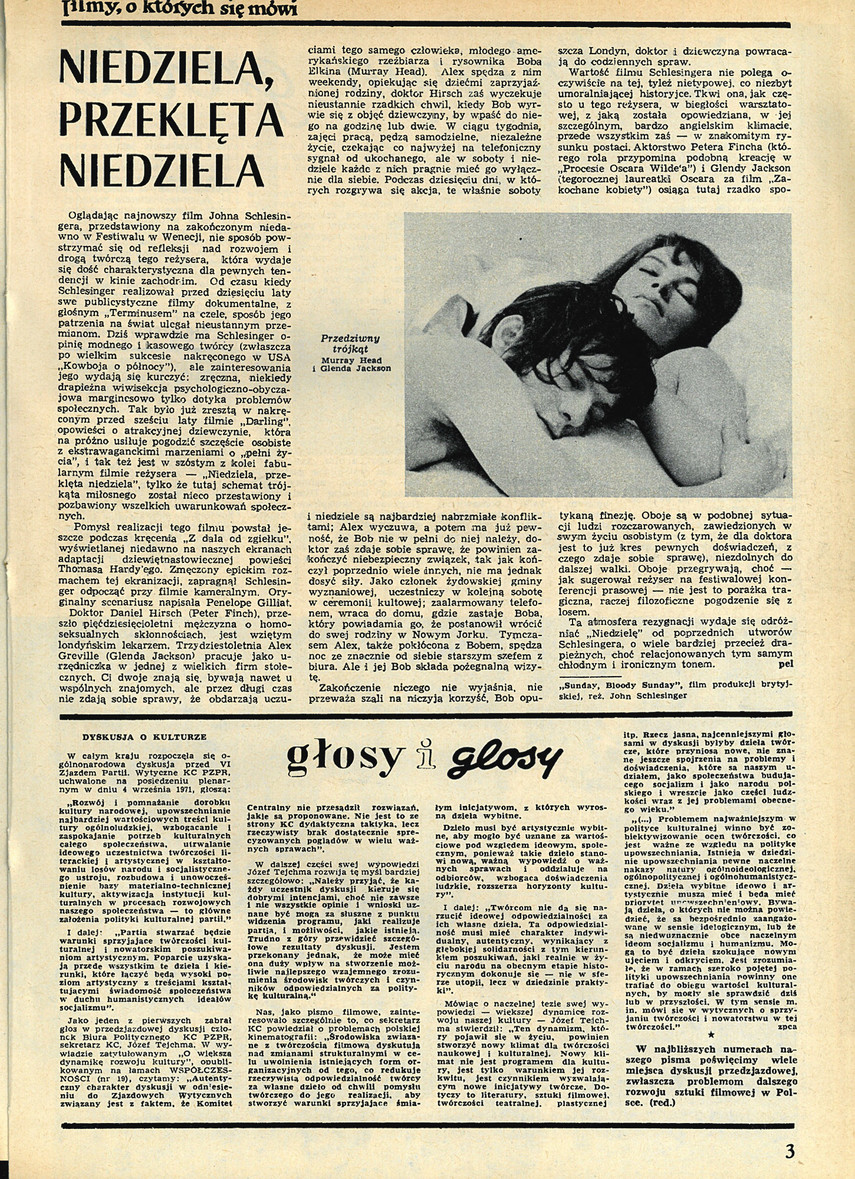 filmy, o których się mówi
NIEDZIELA,
PRZEKLĘTA
NIEDZIELA
Oglądając najnowszy film Johna Schlesin-
gera, przedstawiony na zakończonym nieda-
wno w Festiwalu w Wenecji, nie sposób pow-
strzymać się od refleksji nad rozwojem i
drogą twórczą tego reżysera, która wydaje
się dość charakterystyczna dla pewnych ten-
dencji w kinie zachodnim. Od czasu kiedy
Schlesinger realizował przed dziesięciu laty
swe publicystyczne filmy dokumentalne, z
głośnym „Terminusem” na czele, sposób jego
patrzenia na świat ulegał nieustannym prze-
mianom. Dziś wprawdzie ma Schlesinger o-
pinię modnego i kasowego twórcy (zwłaszcza
po wielkim sukcesie nakręconego w USA
„Kowboja o północy”), ale zainteresowania
jego wydają się kurczyć: zręczna, niekiedy
drapieżna wiwisekcja psychologiczno-obycza-
jowa marginesowo tylko dotyka problemów
społecznych. Tak było już zresztą w nakrę-
conym przed sześciu laty filmie „Darling”,
opowieści o atrakcyjnej dziewczynie, która
na próżno usiłuje pogodzić szczęście osobiste
z ekstrawaganckimi marzeniami o „pełni ży-
cia”, i tak też jest w szóstym z kolei fabu-
larnym filmie reżysera — „Niedziela, prze-
klęta niedziela”, tylko że tutaj schemat trój-
kąta miłosnego został nieco przestawiony i
pozbawiony wszelkich uwarunkowań społecz-
nych.
Pomysł realizacji tego filmu powstał je-
szcze podczas kręcenia „Z dala od zgiełku”,
wyświetlanej niedawno na naszych ekranach
adaptacji dziewiętnastowiecznej powieści
Thomasa Hardy'ego. Zmęczony epickim roz-
machem tej ekranizacji, zapragnął Schlesin-
ger odpocząć przy filmie kameralnym. Ory-
ginalny scenariusz napisała Penelope Gilliat.
Doktor Daniel Hirsch (Peter Finch), prze-
szło pięćdziesięcioletni mężczyzna o homo-
seksualnych skłonnościach, jest wziętym
londyńskim lekarzem. Trzydziestoletnia Alex
Greville (Glenda Jackson) pracuje jako u-
rzędniczka w jednej z wielkich firm stołe-
cznych. Ci dwoje znają się, bywają nawet u
wspólnych znajomych, ale przez długi czas
nie zdają sobie sprawy, że obdarzają uczu-
ciami tego samego człowieka, młodego ame-
rykańskiego rzeźbiarza i rysownika Boba
Elkina (Murray Head). Alex spędza z nim
weekendy, opiekując się dziećmi zaprzyjaź-
nionej rodziny, doktor Hirsch zaś wyczekuje
nieustannie rzadkich chwil, kiedy Bob wyr-
wie się z objęć dziewczyny, by wpaść do nie-
go na godzinę lub dwie. W ciągu tygodnia,
zajęci pracą, pędzą samodzielne, niezależne
życie, czekając co najwyżej na telefoniczny
sygnał od ukochanego, ale w soboty i nie-
dziele każde z nich pragnie mieć go wyłącz-
nie dla siebie. Podczas dziesięciu dni, w któ-
rych rozgrywa się akcja, te właśnie soboty
Przedziwny
trójkąt
Murray Head
i Glenda Jackson
i niedziele są najbardziej nabrzmiałe konflik-
tami; Alex wyczuwa, a potem ma już pew-
ność, że Bob nie w pełni do niej należy, do-
ktor zaś zdaje sobie sprawę, że powinien za-
kończyć niebezpieczny związek, tak jak koń-
czył poprzednio wiele innych, nie ma jednak
dosyć siły. Jako członek żydowskiej gminy
wyznaniowej, uczestniczy w kolejną sobotę
w ceremonii kultowej; zaalarmowany telefo-
nem, wraca do domu, gdzie zastaje Boba,
który powiadamia go, że postanowił wrócić
do swej rodziny w Nowym Jorku. Tymcza-
sem Alex, także pokłócona z Bobem, spędza
noc ze znacznie od siebie starszym szefem z
biura. Ale i jej Bob składa pożegnalną wizy-
tę.
Zakończenie niczego nie wyjaśnia, nie
przeważa szali na niczyją korzyść, Bob opu-
szcza Londyn, doktor i dziewczyna powraca-
ją do codziennych spraw.
Wartość filmu Schlesingera nie polega o-
czywiście na tej, tyleż nietypowej, co niezbyt
umoralniającej historyjce. Tkwi ona, jak czę-
sto u tego reżysera, w biegłości warsztato-
wej, z jaką została opowiedziana, w jej
szczególnym, bardzo angielskim klimacie,
przede wszystkim zaś — w znakomitym ry-
sunku postaci. Aktorstwo Petera Fincha (któ-
rego rola przypomina podobną kreację w
„Procesie Oscara Wilde'a”) i Glendy Jackson
(tegorocznej laureatki Oscara za film „Za-
kochane kobiety”) osiąga tutaj rzadko spo-
tykaną finezję. Oboje są w podobnej sytua-
cji ludzi rozczarowanych, zawiedzionych w
swym życiu osobistym (z tym, że dla doktora
jest to już kres pewnych doświadczeń, z
czego zdaje sobie sprawę), niezdolnych do
dalszej walki. Oboje przegrywają, choć —
jak sugerował reżyser na festiwalowej kon-
ferencji prasowej — nie jest to porażka tra-
giczna, raczej filozoficzne pogodzenie się z
losem.
Ta atmosfera rezygnacji wydaje się odróż-
niać „Niedzielę” od poprzednich utworów
Schlesingera, o wiele bardziej przecież dra-
pieżnych, choć relacjonowanych tym samym
chłodnym i ironicznym tonem. pel
„Sunday, Bloody Sunday”, film produkcji brytyj-
skiej, reż. John Schlesinger
głosy i glosy
DYSKUSJA O KULTURZE
W całym kraju rozpoczęła się o-
gólnonarodowa dyskusja przed VI
Zjazdem Partii. Wytyczne KC PZPR,
uchwalone na posiedzeniu plenar-
nym w dniu 4 września 1971, głoszą:
„Rozwój i pomnażanie dorobku
kultury narodowej, upowszechnianie
najbardziej wartościowych treści kul-
tury ogólnoludzkiej, wzbogacanie i
zaspokajanie potrzeb kulturalnych
całego społeczeństwa, utrwalanie
ideowego uczestnictwa twórczości li-
terackiej i artystycznej w kształto-
waniu losów narodu i socjalistyczne-
go ustroju, rozbudowa i unowocześ-
nienie bazy materialno-technicznej
kultury, aktywizacja instytucji kul-
turalnych w procesach rozwojowych
naszego społeczeństwa — to główne
założenia polityki kulturalnej partii.”
I dalej: „Partia stwarzać będzie
warunki sprzyjające twórczości kul-
turalnej i nowatorskim poszukiwa-
niom artystycznym. Poparcie uzyska-
ją przede wszystkim te dzieła i kie-
runki, które łączyć będą wysoki po-
ziom artystyczny z treściami kształ-
tującymi świadomość społeczeństwa
w duchu humanistycznych ideałów
socjalizmu”.
Jako jeden z pierwszych zabrał
głos w przedzjazdowej dyskusji czło-
nek Biura Politycznego KC PZPR,
sekretarz KC, Józef Tejchma. W wy-
wiadzie zatytułowanym „O większą
dynamikę rozwoju kultury”, opubli-
kowanym na łamach WSPÓŁCZES-
NOŚCI (nr 19), czytamy: „Autenty-
czny charakter dyskusji w odniesie-
niu do Zjazdowych Wytycznych
związany jest z faktem, że Komitet
Centralny nie przesądził rozwiązań,
jakie są proponowane. Nie jest to ze
strony KC dydaktyczna taktyka, lecz
rzeczywisty brak dostatecznie spre-
cyzowanych poglądów w wielu waż-
nych sprawach”.
W dalszej części swej wypowiedzi
Józef Tejchma rozwija tę myśl bardziej
szczegółowo: „Należy przyjąć, że ka-
żdy uczestnik dyskusji kieruje się
dobrymi intencjami, choć nie zawsze
i nie wszystkie opinie i wnioski uz-
nane być mogą za słuszne z punktu
widzenia programu, jaki realizuje
partia, i możliwości, jakie istnieją.
Trudno z góry przewidzieć szczegó-
łowe rezultaty dyskusji. Jestem
przekonany jednak, że może mieć
ona duży wpływ na stworzenie moż-
liwie najlepszego wzajemnego zrozu-
mienia środowisk twórczych i czyn-
ników odpowiedzialnych za polity-
kę kulturalną.”
Nas, jako pismo filmowe, zainte-
resowało szczególnie to, co sekretarz
KC powiedział o problemach polskiej
kinematografii: „Środowiska związa-
ne z twórczością filmową dyskutują
nad zmianami strukturalnymi w ce-
lu uwolnienia istniejących form or-
ganizacyjnych od tego, co redukuje
rzeczywistą odpowiedzialność twórcy
za własne dzieło od chwili pomysłu
twórczego do jego realizacji, aby
stworzyć warunki sprzyjające śmia-
łym inicjatywom, z których wyros-
ną dzieła wybitne.
Dzieło musi być artystycznie wybit-
ne, aby mogło być uznane za wartoś-
ciowe pod względem ideowym, społe-
cznym, ponieważ takie dzieło stano-
wi nową, ważną wypowiedź o waż-
nych sprawach i oddziałuje na
odbiorców, wzbogaca doświadczenia
ludzkie, rozszerza horyzonty kultu-
ry”.
I dalej: „Twórcom nie da się na-
rzucić ideowej odpowiedzialności za
ich własne dzieła. Ta odpowiedzial-
ność musi mieć charakter indywi-
dualny, autentyczny, wynikający z
głębokiej solidarności z tym kierun-
kiem poszukiwań, jaki realnie w ży-
ciu narodu na obecnym etapie histo-
rycznym dokonuje się — nie w sfe-
rze utopii, lecz w dziedzinie prakty-
ki”.
Mówiąc o naczelnej tezie swej wy-
powiedzi — większej dynamice roz-
woju naszej kultury — Józef Tejch-
ma stwierdził: „Ten dynamizm, któ-
ry pojawił się w życiu, powinien
stworzyć nowy klimat dla twórczości
naukowej i kulturalnej. Nowy kli-
mat nie jest programem dla kultu-
ry, jest tylko warunkiem jej roz-
kwitu, jest czynnikiem wyzwalają-
cym nowe inicjatywy twórcze. Do-
tyczy to literatury, sztuki filmowej,
twórczości teatralnej, plastycznej
itp. Rzecz jasna, najcenniejszymi gło-
sami w dyskusji byłyby dzieła twór-
cze, które przyniosą nowe, nie zna-
ne jeszcze spojrzenia na problemy i
doświadczenia, które są naszym u-
działem, jako społeczeństwa budują-
cego socjalizm i jako narodu pol-
skiego i wreszcie jako części ludz-
kości wraz z jej problemami obecne-
go wieku.”
„(...) Problemem najważniejszym w
polityce kulturalnej winno być zo-
biektywizowanie ocen twórczości, co
jest ważne ze względu na politykę
upowszechniania. Istnieją w dziedzi-
nie upowszechniania pewne naczelne
nakazy natury ogólnoideologicznej,
ogólnopolitycznej i ogólnohumanistycz-
cznej. Dzieła wybitne ideowo i ar-
tystycznie muszą mieć i będą mieć
priorytet upowszechnieniowy. Bywa-
ją dzieła, o których nie można powie-
dzieć, że są bezpośrednio zaangażo-
wane w sensie ideologicznym, lub że
są niedwuznacznie obce naczelnym
ideom socjalizmu i humanizmu. Mo-
gą to być dzieła szokujące nowym
ujęciem i odkryciem. Jest zrozumia-
łe, że w ramach szeroko pojętej po-
lityki upowszechniania powinny one
trafiać do obiegu wartości kultural-
nych, by mogły się sprawdzić dziś
lub w przyszłości. W tym sensie m.
in. mówi się w wytycznych o sprzy-
janiu twórczości i nowatorstwu w tej
twórczości.” zpca
★
W najbliższych numerach na-
szego pisma poświęcimy wiele
miejsca dyskusji przedzjazdowej,
zwłaszcza problemom dalszego
rozwoju sztuki filmowej w Pol-
sce. (red.)
3